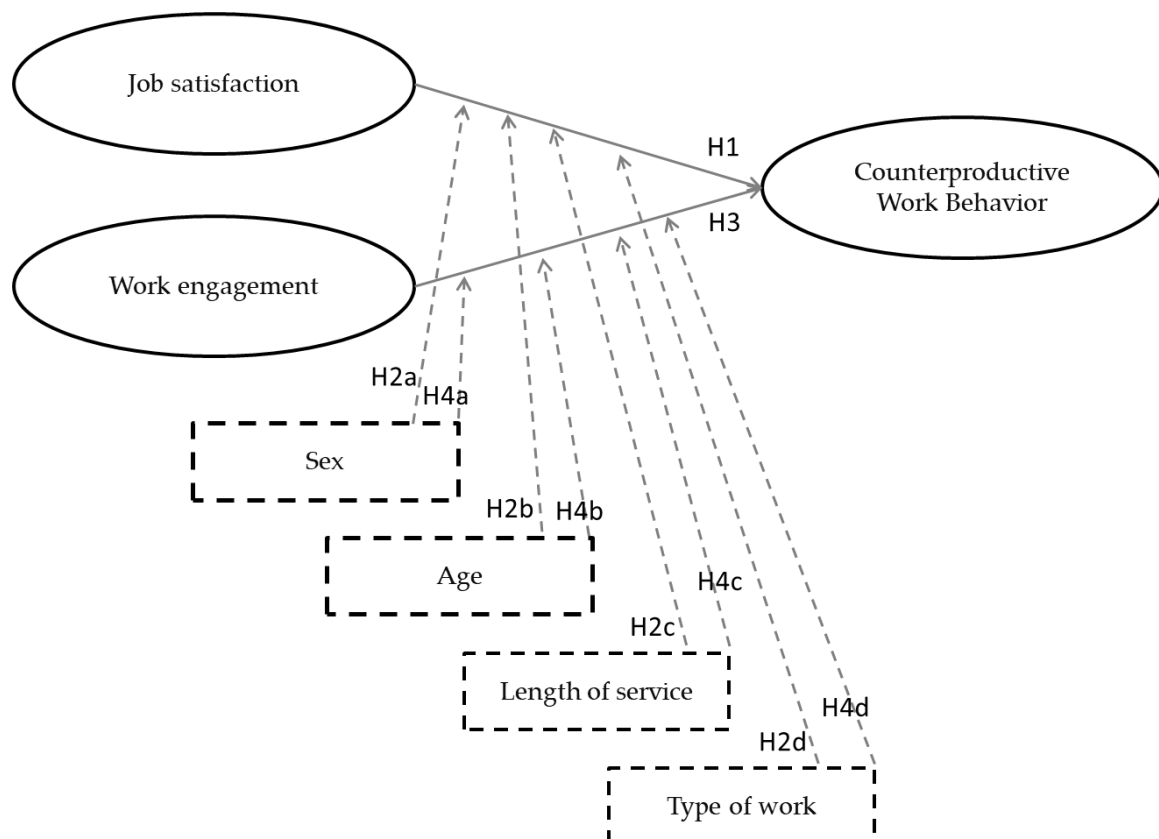 Job satisfaction
H1
Counterproductive
Work Behavior
H3
Work engagement
H2a
H4a
Sex
H2b
H4b
Age
H4c
H2c
Length of service
H4d
H2d
Type of work